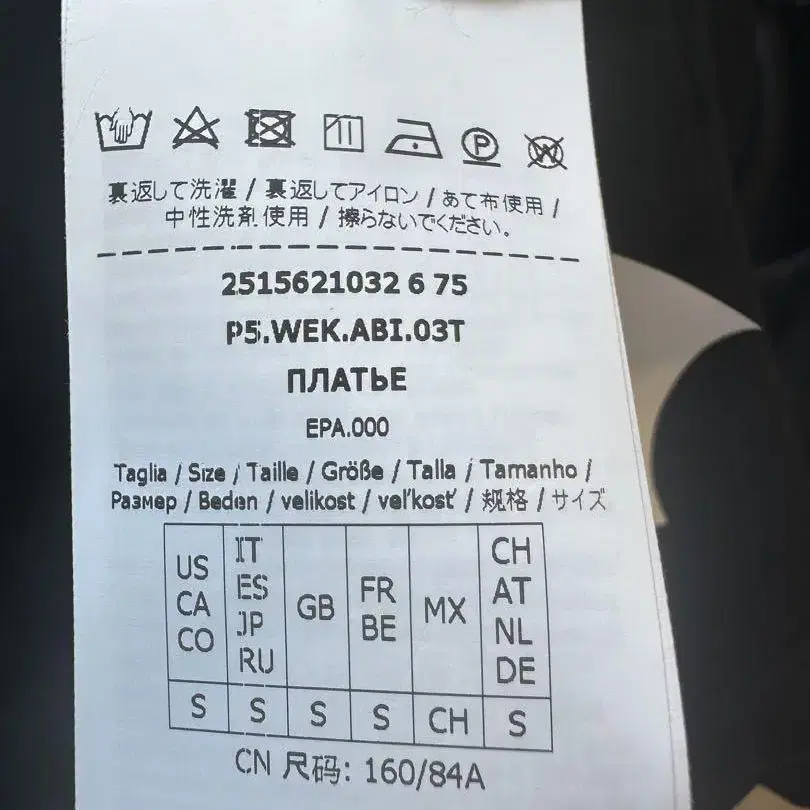 裏返して洗濯 / 裏返してアイロン / あて布使用 /
中性洗剤使用 / 擦らないでください。
2515621032 6 75
P5.WEK.ABI.03T
ПЛАТЬЕ
EPA.000
Taglia / Size / Taille / Größe / Talla / Tamanho /
Размер / Beden / velikost / veľkosť / 规格 / サイズ
US CA CO
IT ES JP RU
GB
FR BE
MX
CH AT NL DE
S S S S CH S
CN 尺码: 160/84A